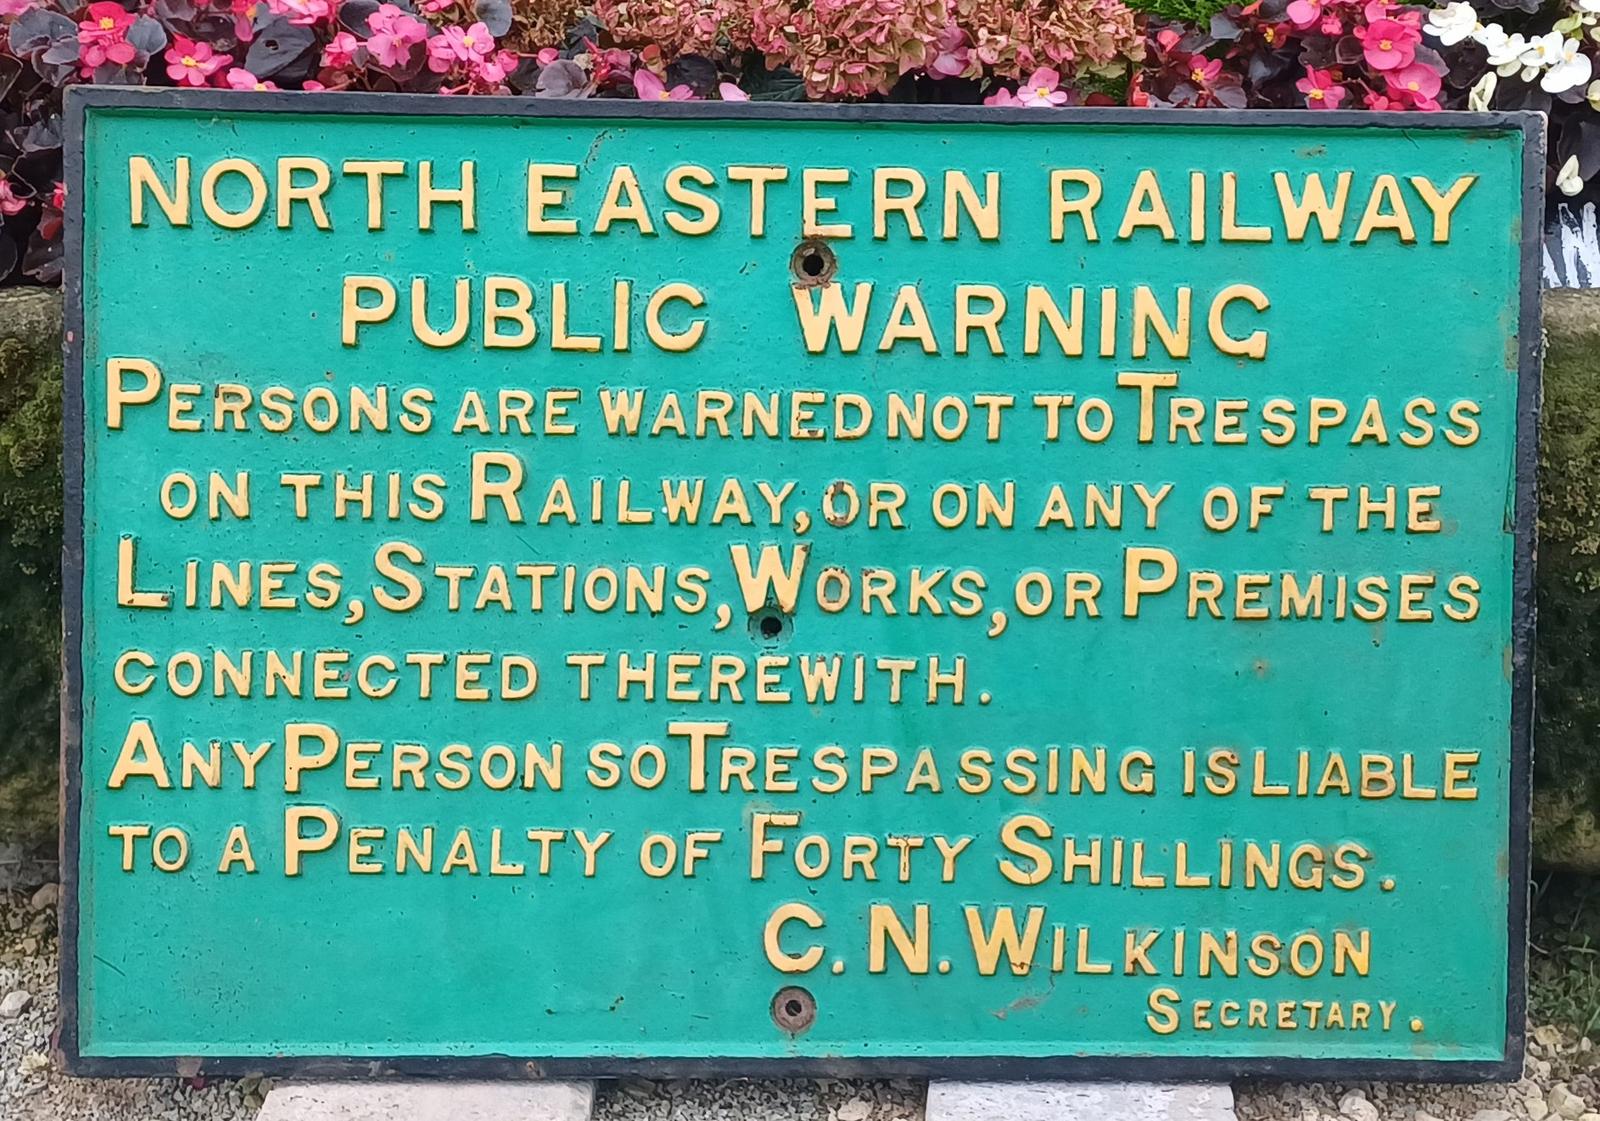 NORTH EASTERN RAILWAY
PUBLIC WARNING
PERSONS ARE WARNED NOT TO TRESPASS
ON THIS RAILWAY, OR ON ANY OF THE
LINES, STATIONS, WORKS, OR PREMISES
CONNECTED THEREWITH.
ANY PERSON SO TRESPASSING IS LIABLE
TO A PENALTY OF FORTY SHILLINGS.
C. N. WILKINSON
SECRETARY.